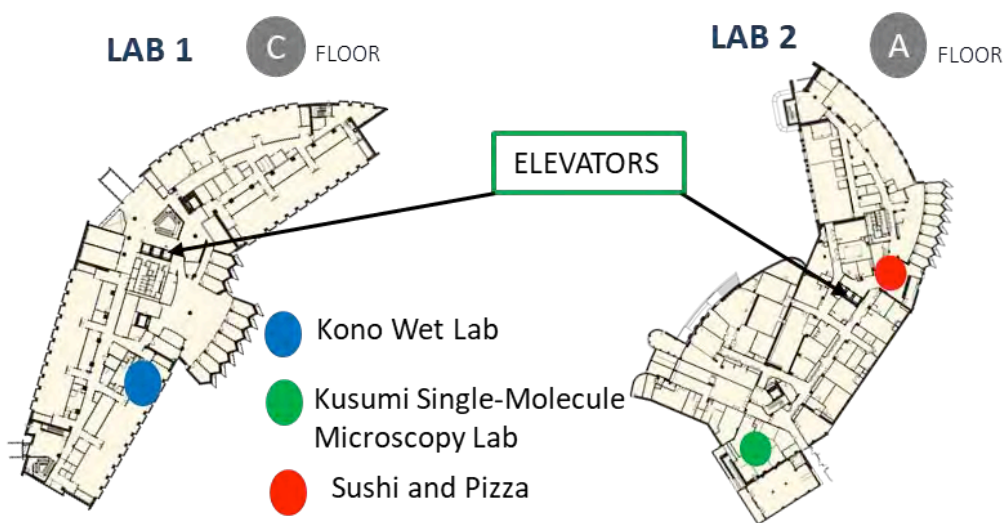 LAB 1
C FLOOR
LAB 2
A FLOOR
ELEVATORS
Kono Wet Lab
Kusumi Single-Molecule
Microscopy Lab
Sushi and Pizza